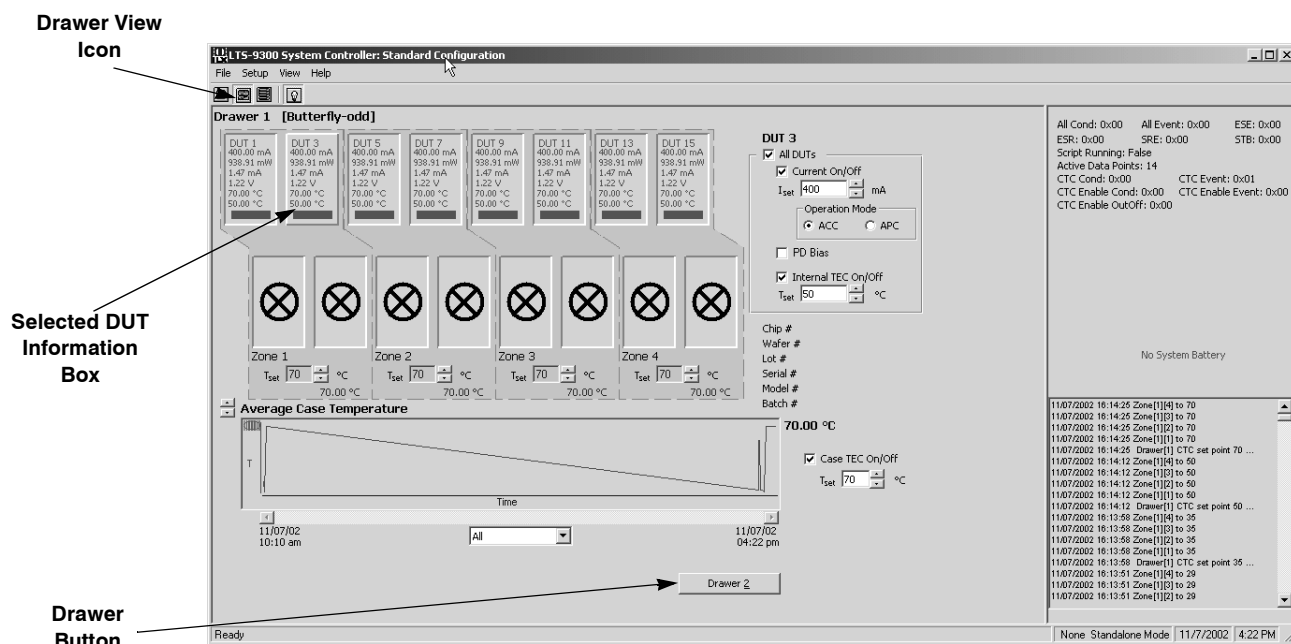 Drawer View
Icon
LTS-9300 System Controller: Standard Configuration
File Setup View Help
Drawer 1 [Butterfly-odd]
DUT 1
400.00 mA
938.91 mW
1.47 mA
1.22 V
70.00 °C
50.00 °C
DUT 3
400.00 mA
938.91 mW
1.47 mA
1.22 V
70.00 °C
50.00 °C
DUT 5
400.00 mA
938.91 mW
1.47 mA
1.22 V
70.00 °C
50.00 °C
DUT 7
400.00 mA
938.91 mW
1.47 mA
1.22 V
70.00 °C
50.00 °C
DUT 9
400.00 mA
938.91 mW
1.47 mA
1.22 V
70.00 °C
50.00 °C
DUT 11
400.00 mA
938.91 mW
1.47 mA
1.22 V
70.00 °C
50.00 °C
DUT 13
400.00 mA
938.91 mW
1.47 mA
1.22 V
70.00 °C
50.00 °C
DUT 15
400.00 mA
938.91 mW
1.47 mA
1.22 V
70.00 °C
50.00 °C
Selected DUT
Information
Box
Zone 1
Tset 70 °C
70.00 °C
Zone 2
Tset 70 °C
70.00 °C
Zone 3
Tset 70 °C
70.00 °C
Zone 4
Tset 70 °C
70.00 °C
DUT 3
All DUTs
Current On/Off
Iset 400 mA
Operation Mode
ACC APC
PD Bias
Internal TEC On/Off
Tset 50 °C
Chip #
Wafer #
Lot #
Serial #
Model #
Batch #
Average Case Temperature
70.00 °C
T
Time
Case TEC On/Off
Tset 70 °C
11/07/02
10:10 am
All
11/07/02
04:22 pm
Drawer 2
Drawer
Button
All Cond: 0x00 All Event: 0x00 ESE: 0x00
ESR: 0x00 SRE: 0x00 STB: 0x00
Script Running: False
Active Data Points: 14
CTC Cond: 0x00 CTC Event: 0x01
CTC Enable Cond: 0x00 CTC Enable Event: 0x00
CTC Enable OutOff: 0x00
No System Battery
11/07/2002 16:14:25 Zone[1][4] to 70
11/07/2002 16:14:25 Zone[1][3] to 70
11/07/2002 16:14:25 Zone[1][2] to 70
11/07/2002 16:14:25 Zone[1][1] to 70
11/07/2002 16:14:25 Drawer[1] CTC set point 70 ...
11/07/2002 16:14:12 Zone[1][4] to 50
11/07/2002 16:14:12 Zone[1][3] to 50
11/07/2002 16:14:12 Zone[1][2] to 50
11/07/2002 16:14:12 Zone[1][1] to 50
11/07/2002 16:14:12 Drawer[1] CTC set point 50 ...
11/07/2002 16:13:58 Zone[1][4] to 35
11/07/2002 16:13:58 Zone[1][3] to 35
11/07/2002 16:13:58 Zone[1][2] to 35
11/07/2002 16:13:58 Zone[1][1] to 35
11/07/2002 16:13:58 Drawer[1] CTC set point 35 ...
11/07/2002 16:13:51 Zone[1][4] to 29
11/07/2002 16:13:51 Zone[1][3] to 29
11/07/2002 16:13:51 Zone[1][2] to 29
Ready
None Standalone Mode 11/7/2002 4:22 PM